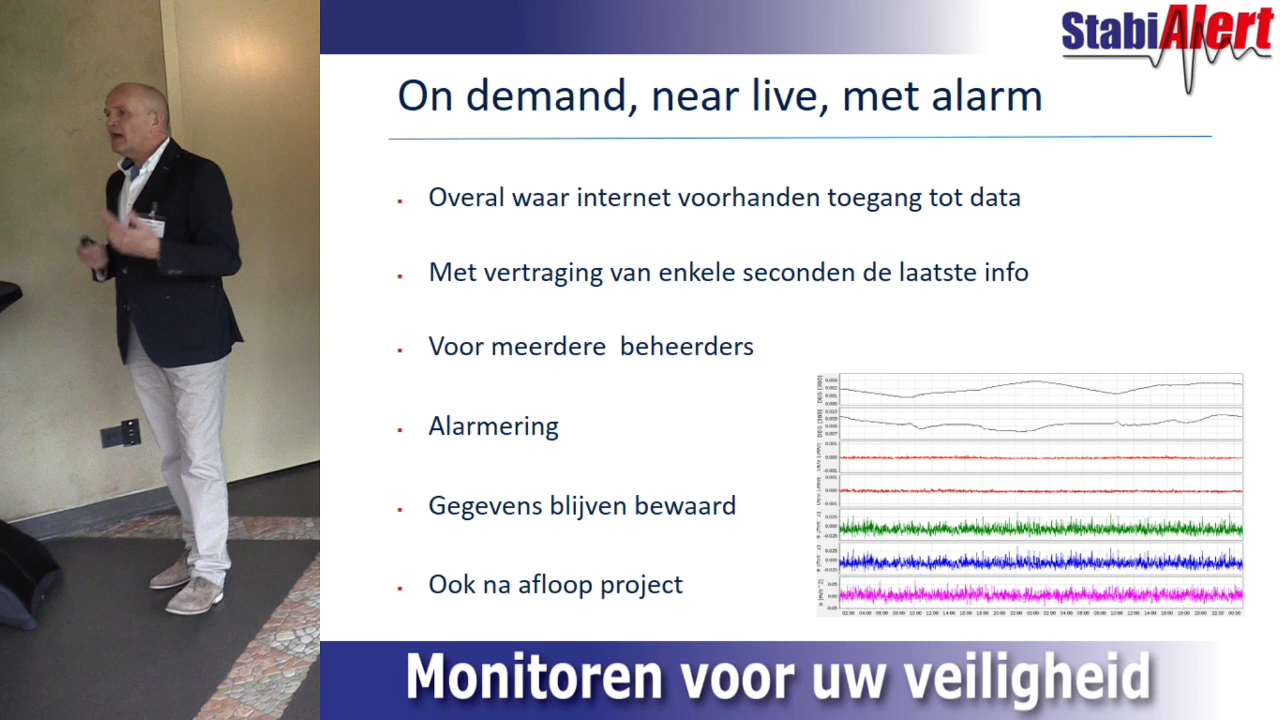 StabiAlert
On demand, near live, met alarm
Overal waar internet voorhanden toegang tot data
Met vertraging van enkele seconden de laatste info
Voor meerdere beheerders
Alarmering
Gegevens blijven bewaard
Ook na afloop project
Monitoren voor uw veiligheid